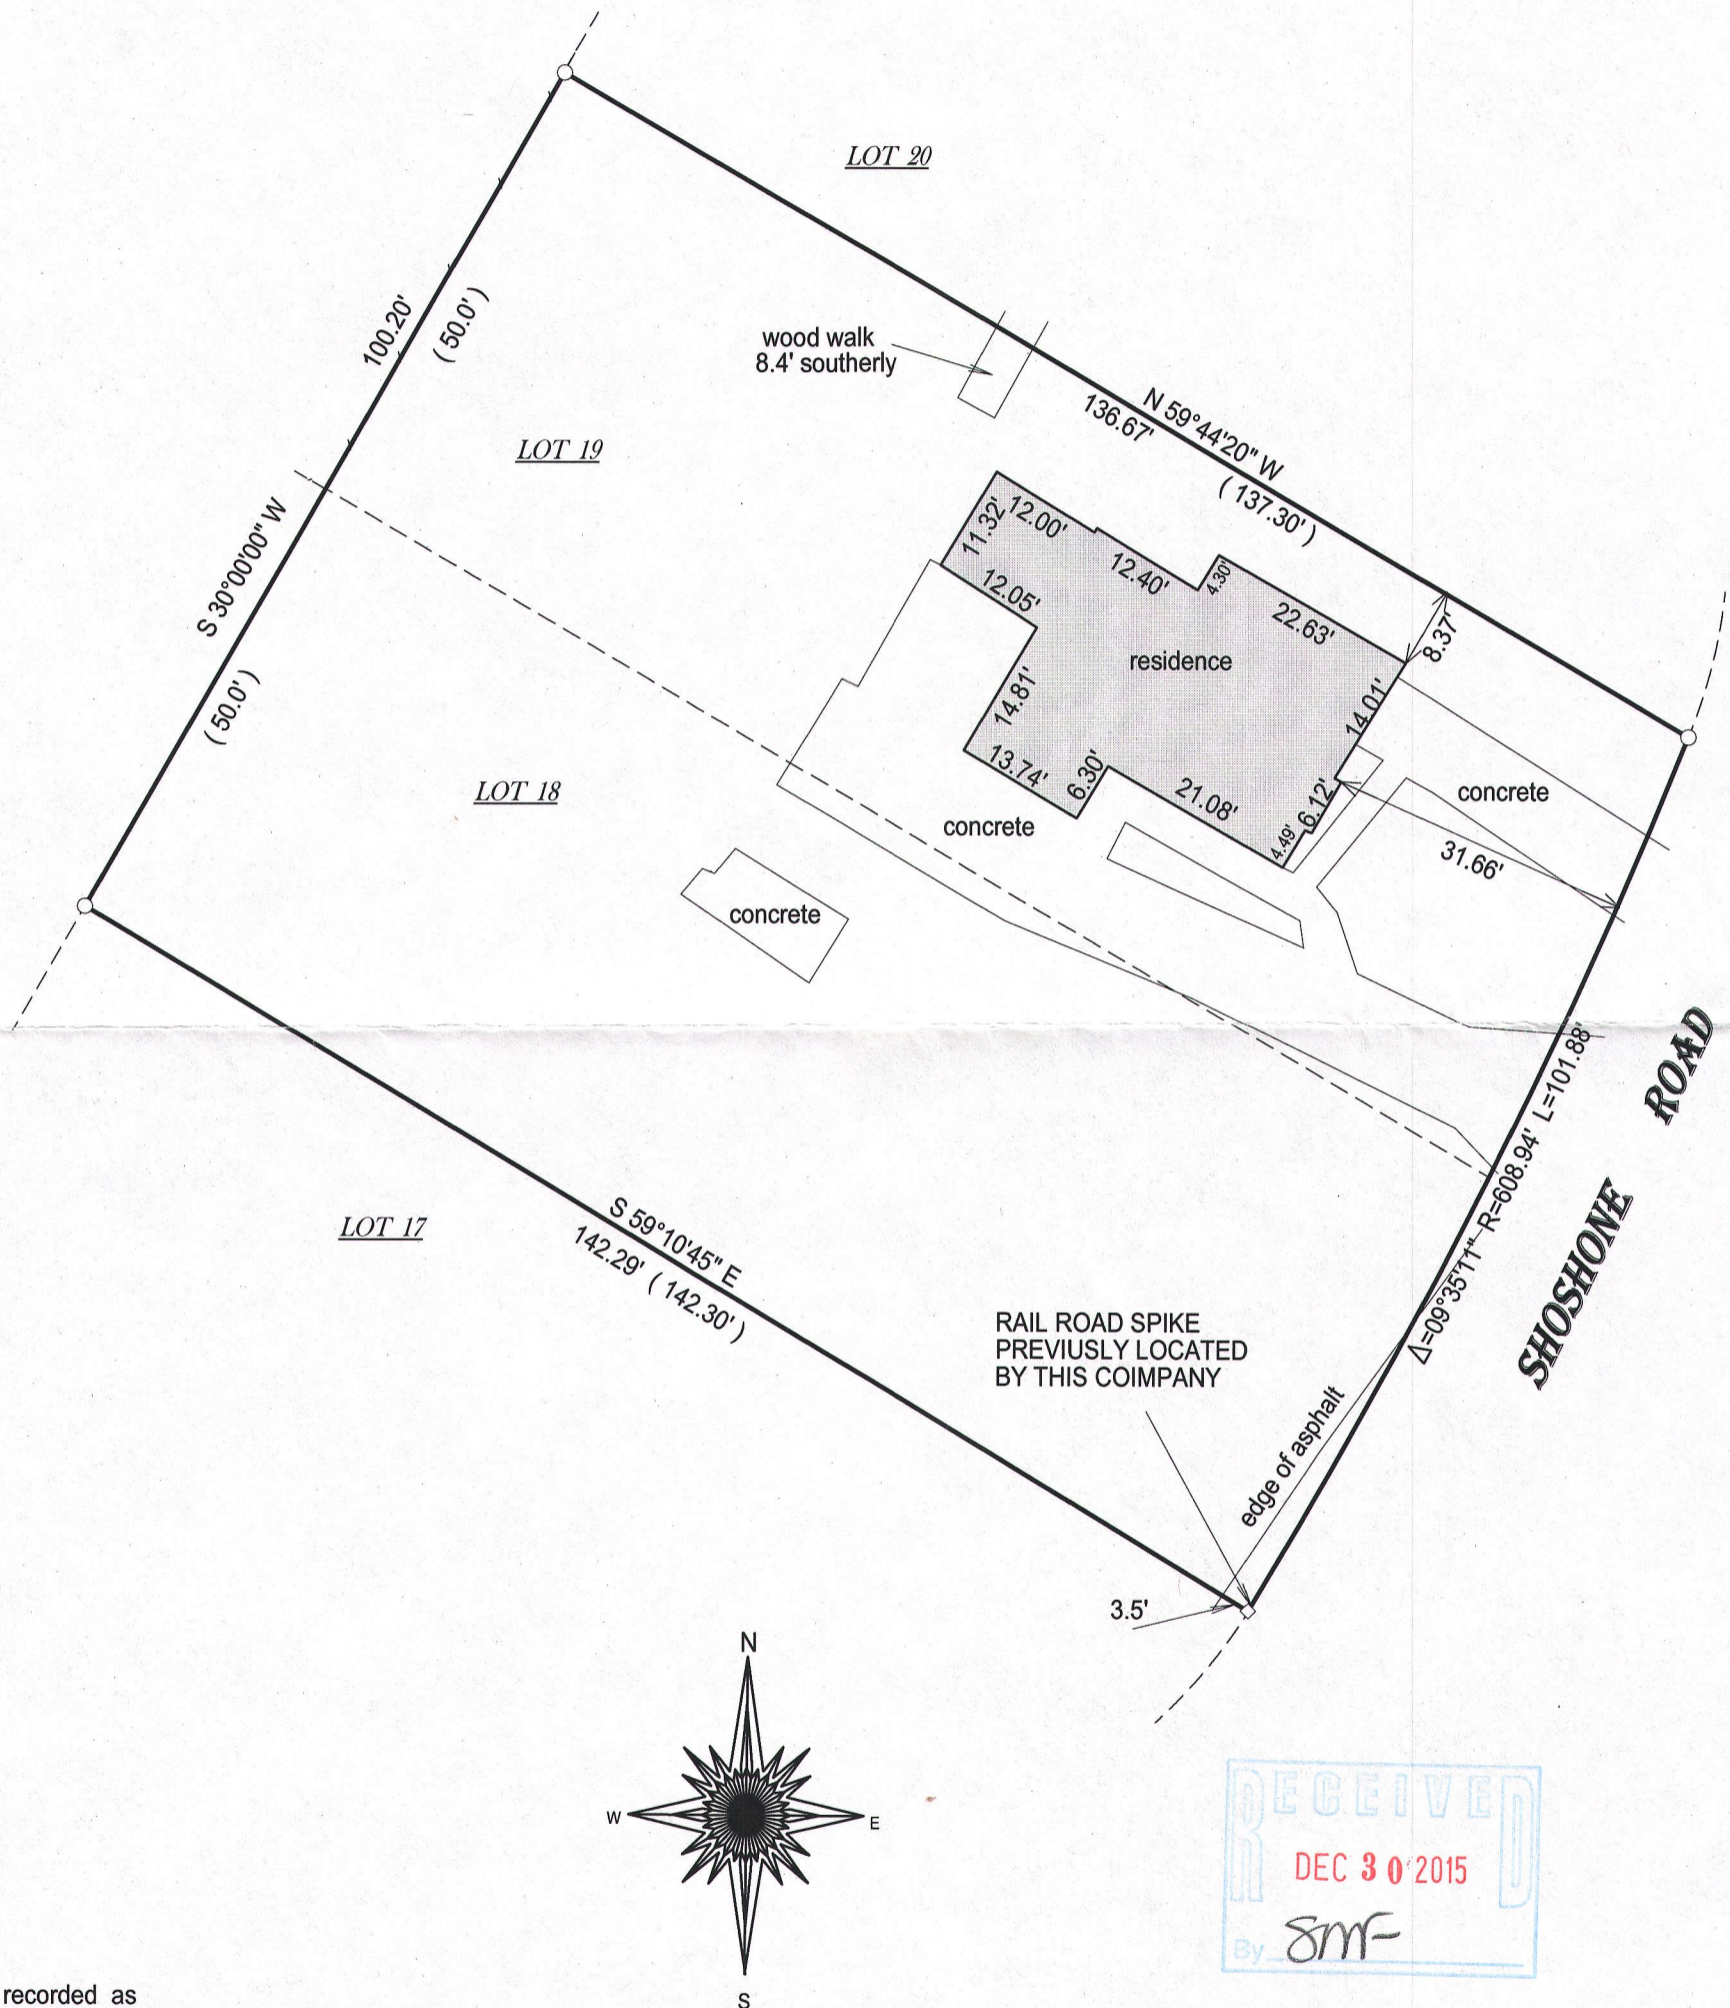 LOT 20
100.20'
( 50.0' )
wood walk
8.4' southerly
N 59°44'20" W
136.67'
( 137.30' )
LOT 19
S 30°00'00" W
( 50.0' )
11.32'
12.00'
12.40'
4.30'
22.63'
8.37'
12.05'
residence
14.81'
14.01'
13.74'
6.30'
21.08'
6.12'
4.49'
concrete
31.66'
LOT 18
concrete
concrete
Δ=09°35'11" R=608.94' L=101.88'
SHOSHONE ROAD
LOT 17
S 59°10'45" E
142.29' ( 142.30' )
RAIL ROAD SPIKE
PREVIUSLY LOCATED
BY THIS COIMPANY
edge of asphalt
3.5'
N
W
E
S
RECEIVED
DEC 30 2015
By SMF
recorded as